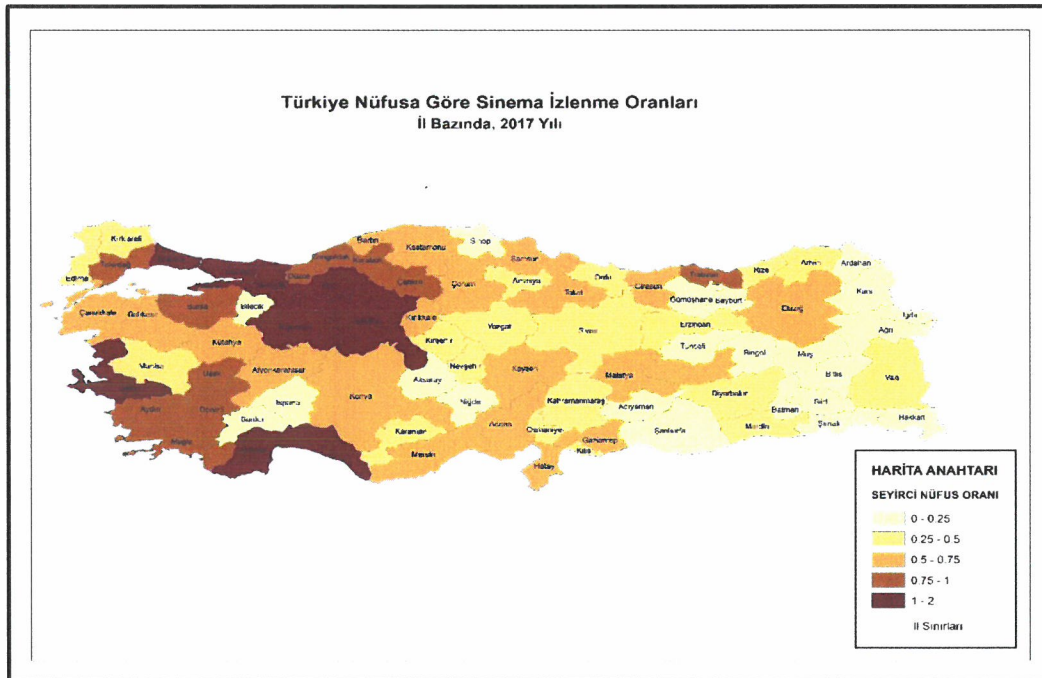 Türkiye Nüfusa Göre Sinema İzlenme Oranları
İl Bazında, 2017 Yılı
Kırkareli
Edirne
Tekirdağ
Bartın
Kastamonu
Sinop
Samsun
Zonguldak
Karabük
Düzce
Çankırı
Çorum
Amasya
Tokat
Ordu
Giresun
Trabzon
Rize
Artvin
Ardahan
Kars
Gümüşhane
Bayburt
Iğdır
Ağrı
Çanakkale
Balıkesir
Bursa
Bilecik
Kütahya
Kırıkkale
Kırşehir
Yozgat
Sivas
Erzincan
Tunceli
Bingöl
Muş
Bitlis
Van
Manisa
Uşak
Afyonkarahisar
Nevşehir
Kayseri
Malatya
Elazığ
Diyarbakır
Batman
Siirt
Hakkari
Aydın
Denizli
Isparta
Burdur
Konya
Aksaray
Niğde
Kahramanmaraş
Adıyaman
Şanlıurfa
Mardin
Şırnak
Muğla
Karaman
Mersin
Adana
Osmaniye
Gaziantep
Kilis
Hatay
HARİTA ANAHTARI
SEYİRCİ NÜFUS ORANI
0 - 0.25
0.25 - 0.5
0.5 - 0.75
0.75 - 1
1 - 2
İl Sınırları